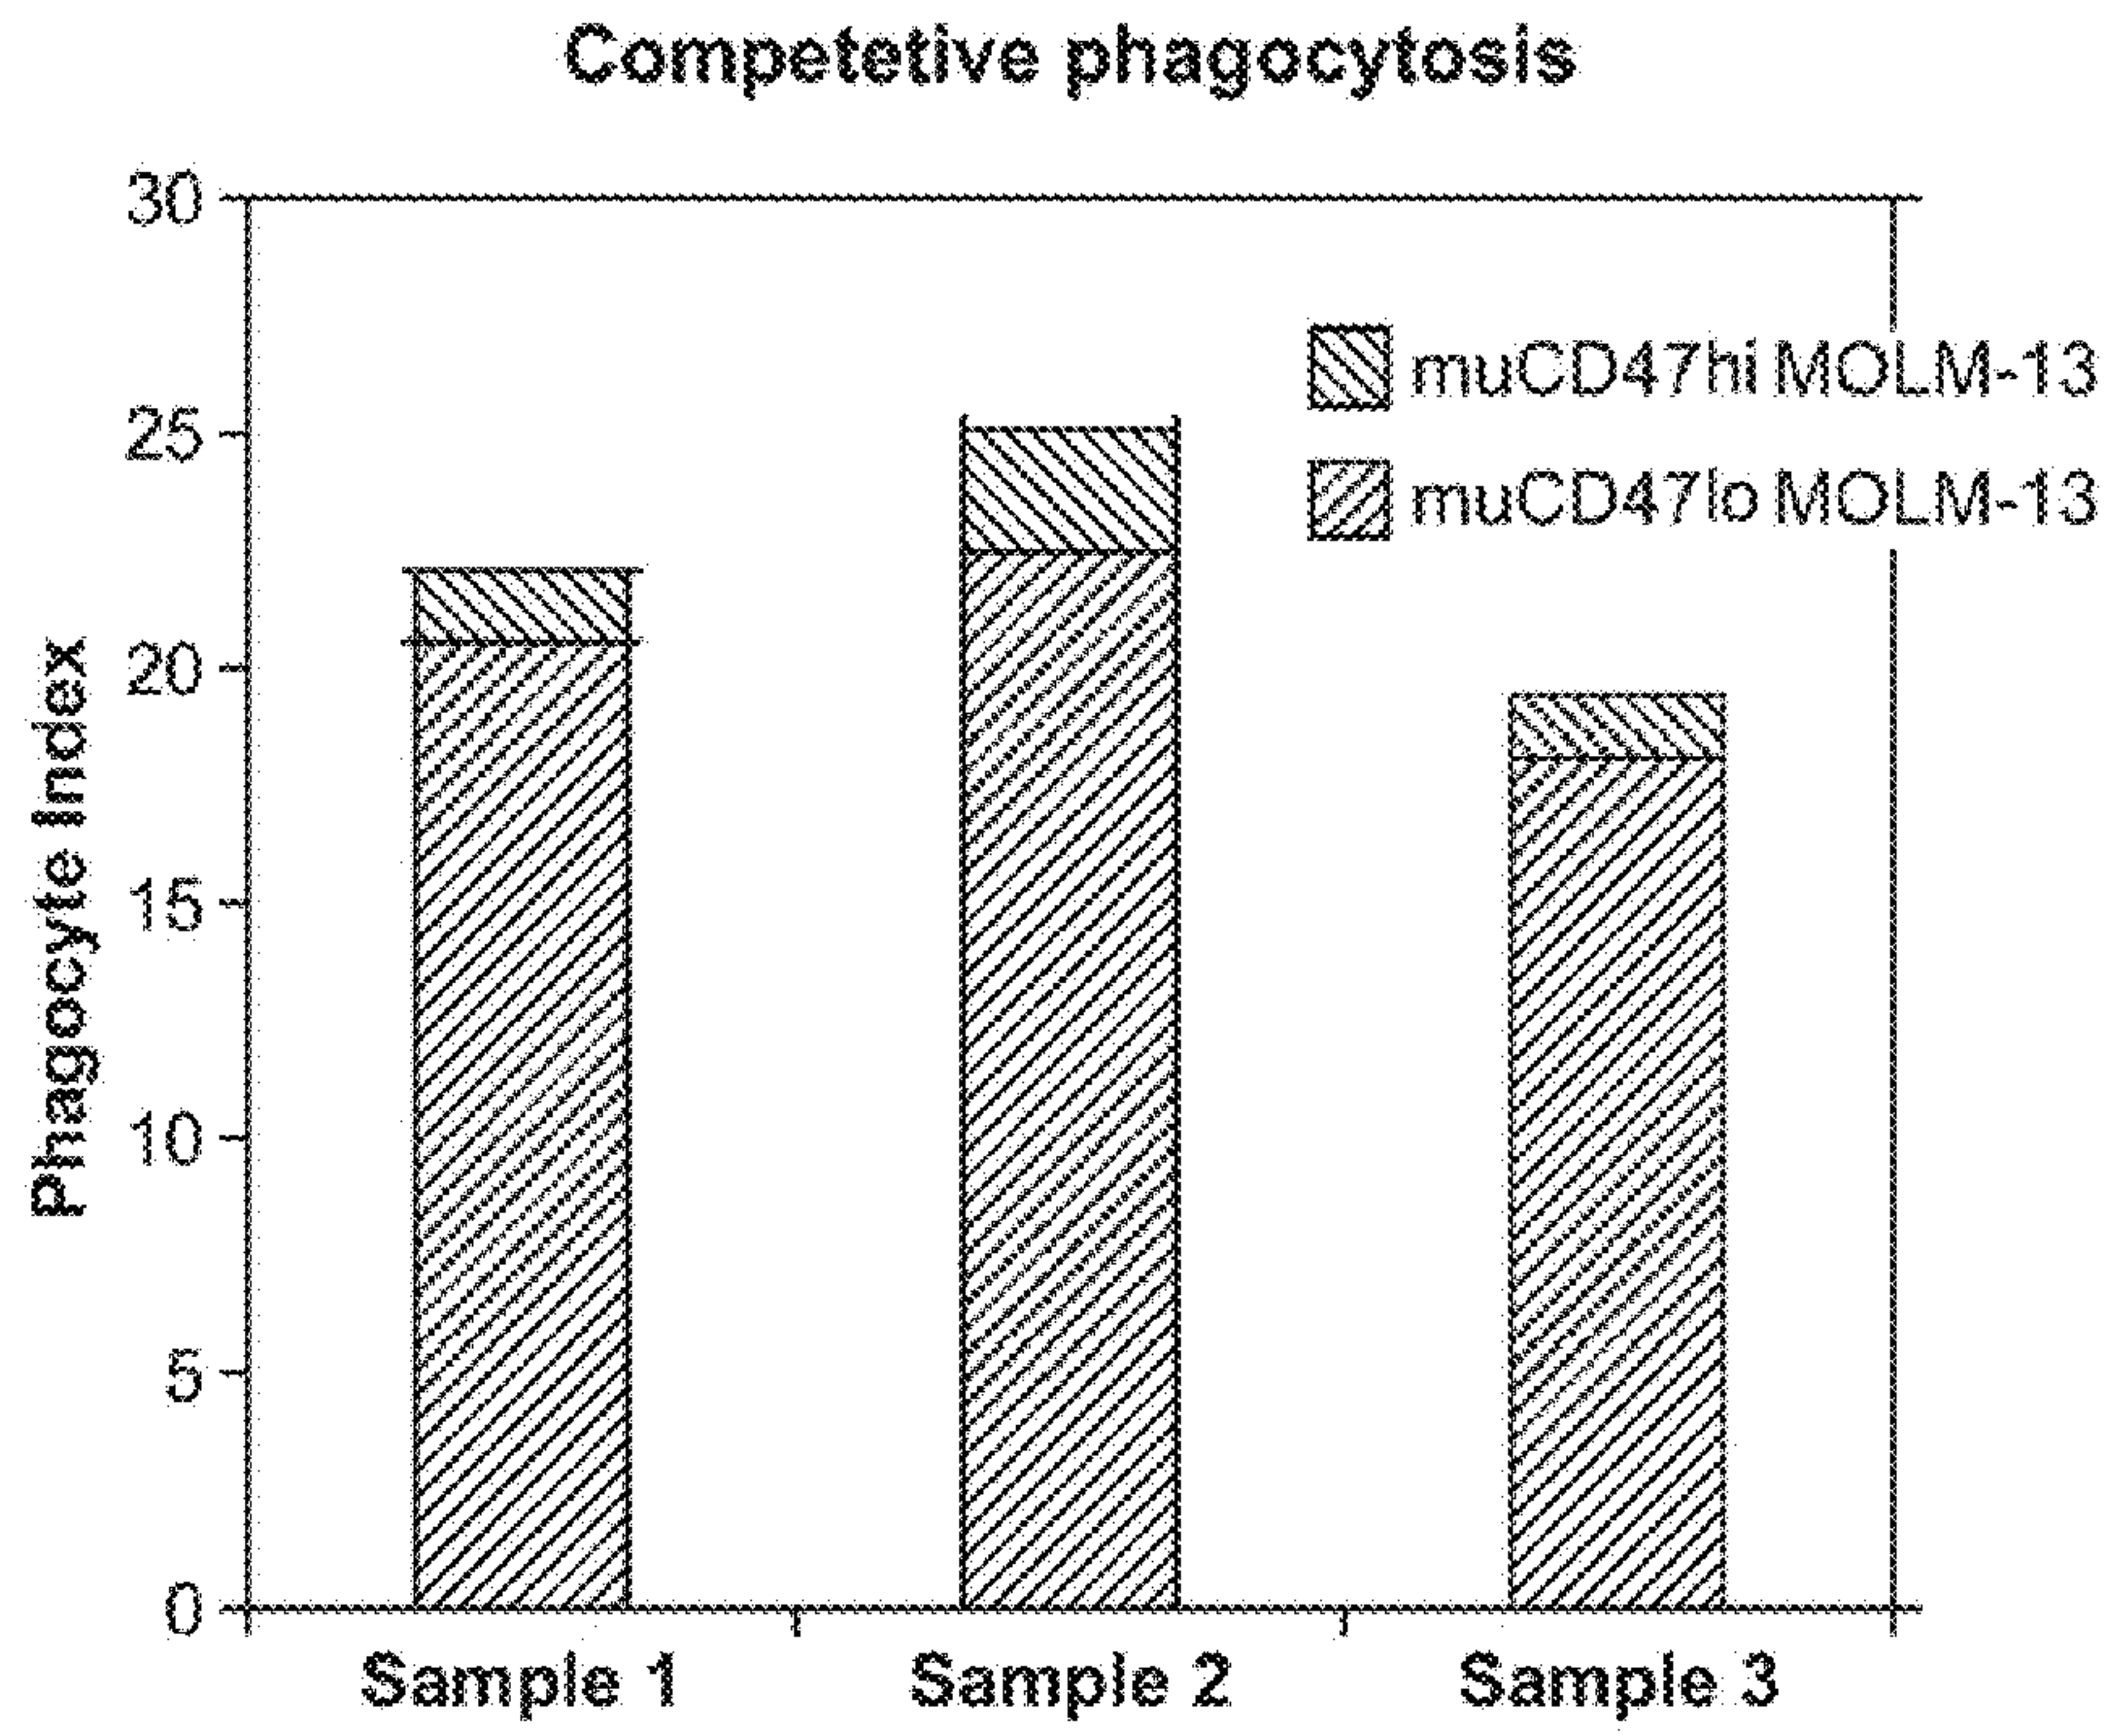 Competetive phagocytosis
Phagocyte Index
30
25
20
15
10
5
0
muCD47hi MOLM-13
muCD47lo MOLM-13
Sample 1
Sample 2
Sample 3